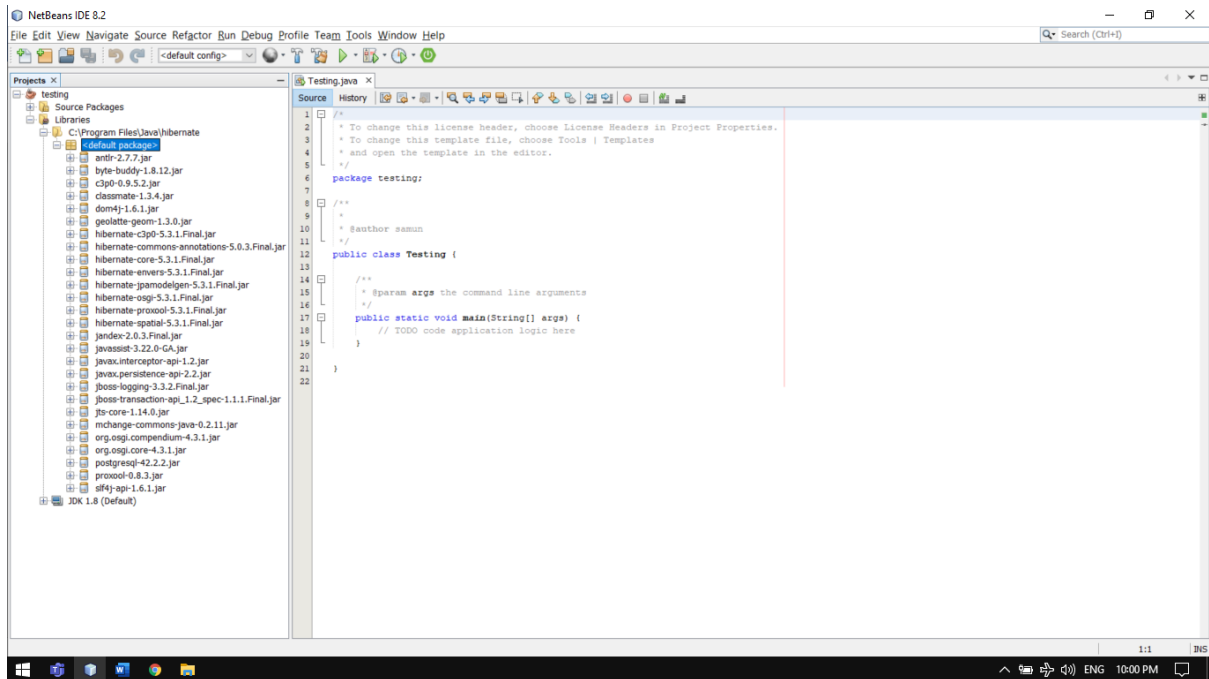 NetBeans IDE 8.2
File Edit View Navigate Source Refactor Run Debug Profile Team Tools Window Help
Search (Ctrl+I)
<default config>
Projects
testing
Source Packages
Libraries
C:\Program Files\Java\hibernate
<default package>
antlr-2.7.7.jar
byte-buddy-1.8.12.jar
c3p0-0.9.5.2.jar
classmate-1.3.4.jar
dom4j-1.6.1.jar
geolatte-geom-1.3.0.jar
hibernate-c3p0-5.3.1.Final.jar
hibernate-commons-annotations-5.0.3.Final.jar
hibernate-core-5.3.1.Final.jar
hibernate-envers-5.3.1.Final.jar
hibernate-jpamodelgen-5.3.1.Final.jar
hibernate-osgi-5.3.1.Final.jar
hibernate-proxool-5.3.1.Final.jar
hibernate-spatial-5.3.1.Final.jar
jandex-2.0.3.Final.jar
javassist-3.22.0-GA.jar
javax.interceptor-api-1.2.jar
javax.persistence-api-2.2.jar
jboss-logging-3.3.2.Final.jar
jboss-transaction-api_1.2_spec-1.1.1.Final.jar
jts-core-1.14.0.jar
mchange-commons-java-0.2.11.jar
org.osgi.compendium-4.3.1.jar
org.osgi.core-4.3.1.jar
postgresql-42.2.2.jar
proxool-0.8.3.jar
slf4j-api-1.6.1.jar
JDK 1.8 (Default)
Testing.java
Source History
1 /*
2 * To change this license header, choose License Headers in Project Properties.
3 * To change this template file, choose Tools | Templates
4 * and open the template in the editor.
5 */
6 package testing;
7
8 /**
9 *
10 * @author samun
11 */
12 public class Testing {
13
14 /**
15 * @param args the command line arguments
16 */
17 public static void main(String[] args) {
18 // TODO code application logic here
19 }
20
21 }
22
1:1 INS
ENG 10:00 PM